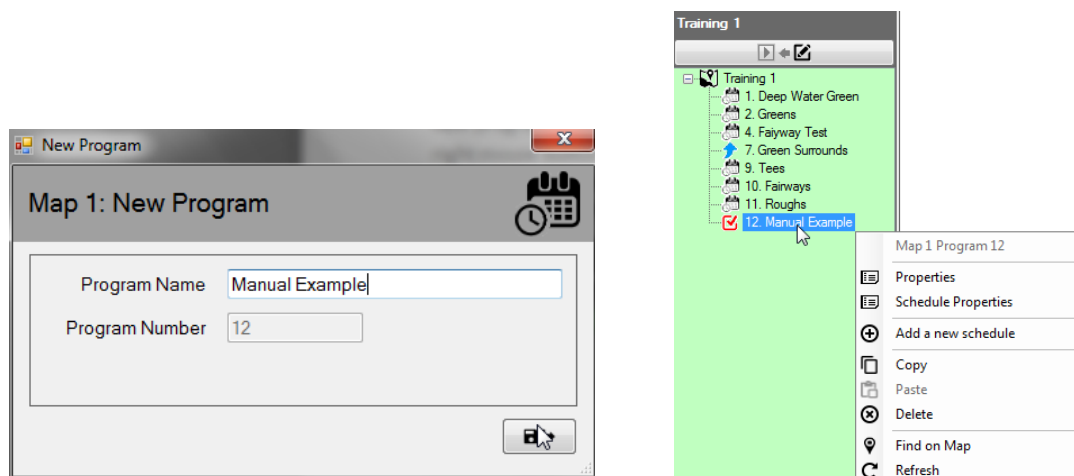 New Program
Map 1: New Program
Program Name Manual Example
Program Number 12
Training 1
Training 1
1. Deep Water Green
2. Greens
4. Faiyway Test
7. Green Surrounds
9. Tees
10. Fairways
11. Roughs
12. Manual Example
Map 1 Program 12
Properties
Schedule Properties
Add a new schedule
Copy
Paste
Delete
Find on Map
Refresh